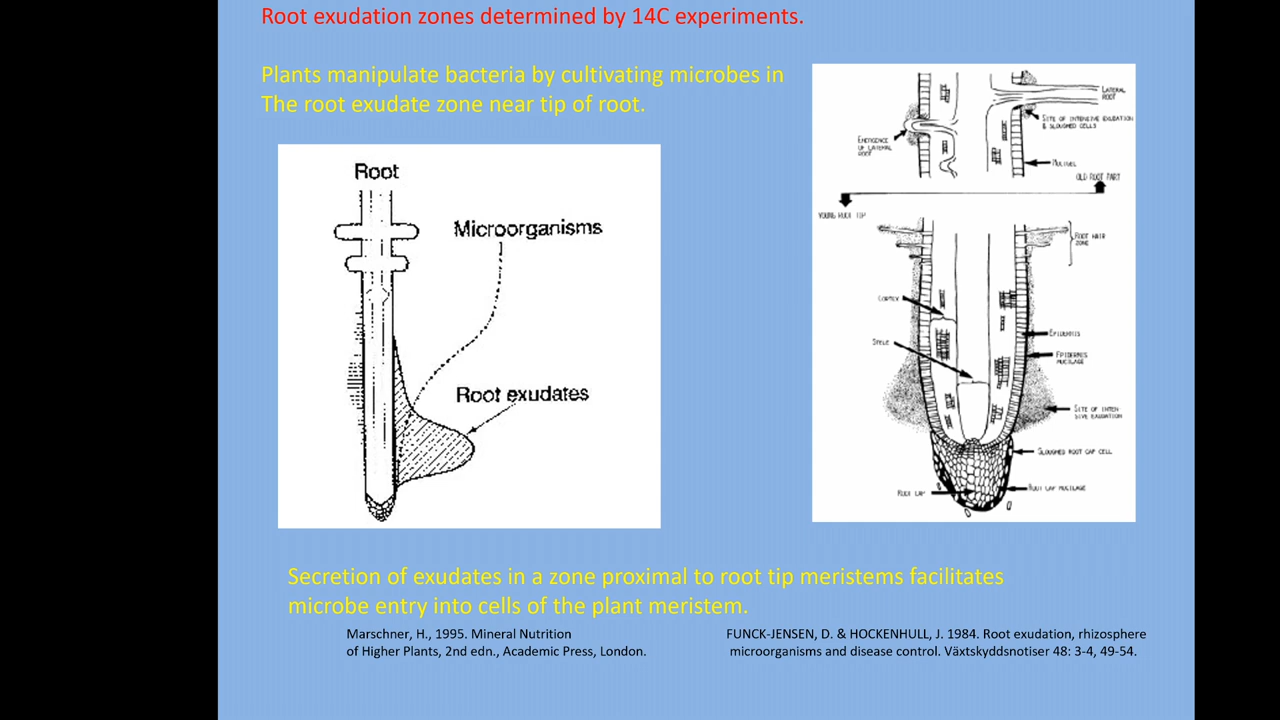 Root exudation zones determined by 14C experiments.
Plants manipulate bacteria by cultivating microbes in
The root exudate zone near tip of root.
Root
Microorganisms
Root exudates
LATERAL
ROOT
SITE OF INTENSIVE EXUDATION
& SLOUGHED CELLS
EMERGENCE
OF LATERAL
ROOT
MUCIGEL
OLD ROOT PART
YOUNG ROOT TIP
ROOT HAIR
ZONE
CORTEX
STELE
EPIDERMIS
EPIDERMIS
MUCILAGE
SITE OF INTEN-
SIVE EXUDATION
SLOUGHED ROOT CAP CELL
ROOT CAP
ROOT CAP MUCILAGE
Secretion of exudates in a zone proximal to root tip meristems facilitates
microbe entry into cells of the plant meristem.
Marschner, H., 1995. Mineral Nutrition
of Higher Plants, 2nd edn., Academic Press, London.
FUNCK-JENSEN, D. & HOCKENHULL, J. 1984. Root exudation, rhizosphere
microorganisms and disease control. Växtskyddsnotiser 48: 3-4, 49-54.